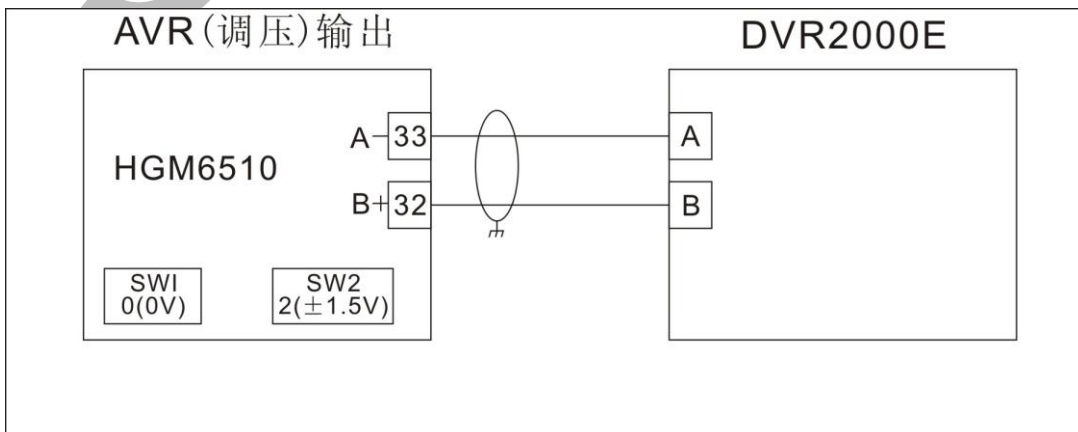 AVR(调压)输出
DVR2000E
A-33
A
HGM6510
B+32
B
SWI
0(0V)
SW2
2(±1.5V)